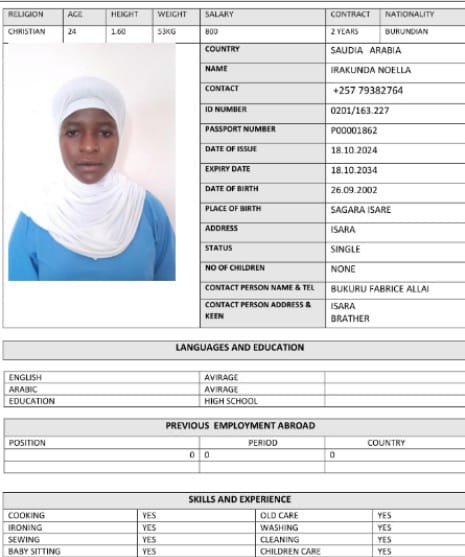 RELIGION AGE HEIGHT WEIGHT SALARY CONTRACT NATIONALITY
CHRISTIAN 24 1.60 53KG 800 2 YEARS BURUNDIAN
COUNTRY SAUDIA ARABIA
NAME IRAKUNDA NOELLA
CONTACT +257 79382764
ID NUMBER 0201/163.227
PASSPORT NUMBER P00001862
DATE OF ISSUE 18.10.2024
EXPIRY DATE 18.10.2034
DATE OF BIRTH 26.09.2002
PLACE OF BIRTH SAGARA ISARE
ADDRESS ISARA
STATUS SINGLE
NO OF CHILDREN NONE
CONTACT PERSON NAME & TEL BUKURU FABRICE ALLAI
CONTACT PERSON ADDRESS & ISARA
KEEN BRATHER
LANGUAGES AND EDUCATION
ENGLISH AVIRAGE
ARABIC AVIRAGE
EDUCATION HIGH SCHOOL
PREVIOUS EMPLOYMENT ABROAD
POSITION PERIOD COUNTRY
0 0 0
SKILLS AND EXPERIENCE
COOKING YES OLD CARE YES
IRONING YES WASHING YES
SEWING YES CLEANING YES
BABY SITTING YES CHILDREN CARE YES